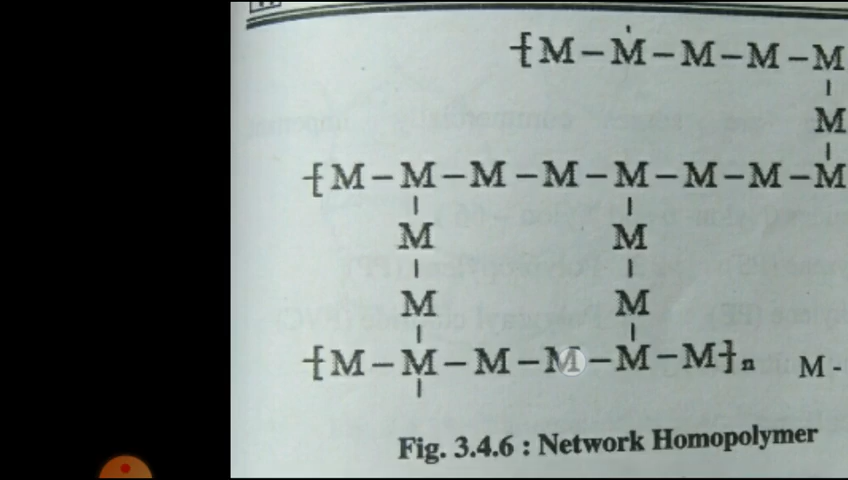 [M-M-M-M-M
M
[M-M-M-M-M-M-M-M
M M
M M
[M-M-M-M-M-M]n M-
Fig. 3.4.6 : Network Homopolymer